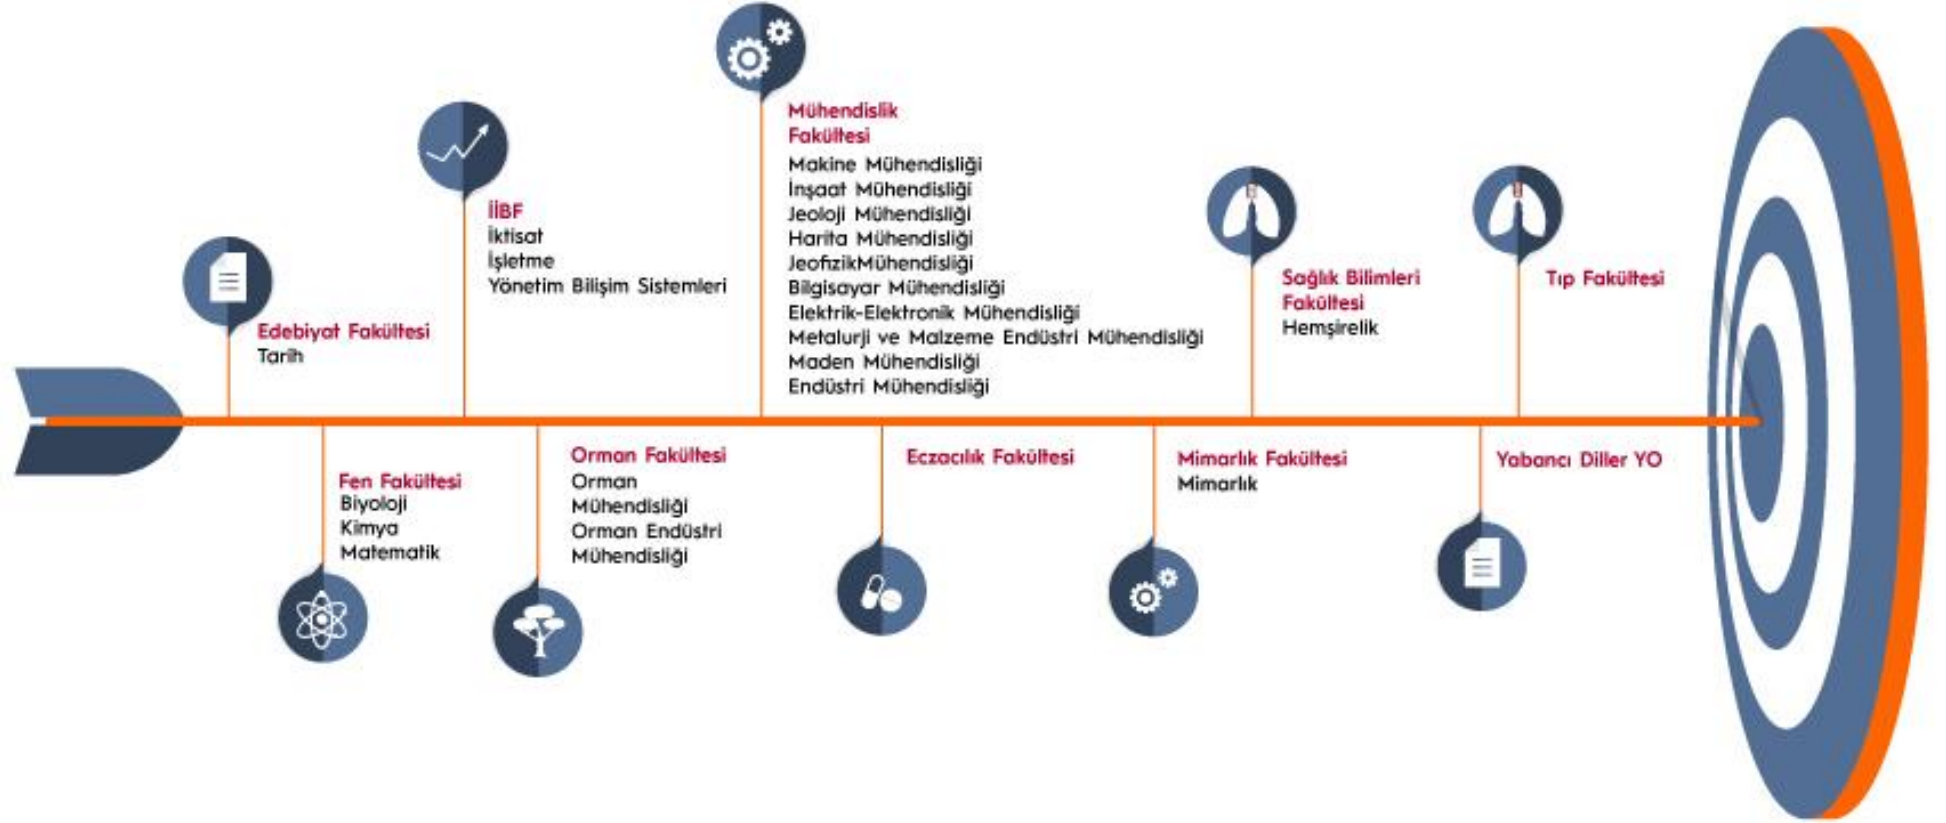 Mühendislik
Fakültesi
Makine Mühendisliği
İnşaat Mühendisliği
Jeoloji Mühendisliği
Harita Mühendisliği
JeofizikMühendisliği
Bilgisayar Mühendisliği
Elektrik-Elektronik Mühendisliği
Metalurji ve Malzeme Endüstri Mühendisliği
Maden Mühendisliği
Endüstri Mühendisliği
İİBF
İktisat
İşletme
Yönetim Bilişim Sistemleri
Edebiyat Fakültesi
Tarih
Sağlık Bilimleri
Fakültesi
Hemşirelik
Tıp Fakültesi
Fen Fakültesi
Biyoloji
Kimya
Matematik
Orman Fakültesi
Orman
Mühendisliği
Orman Endüstri
Mühendisliği
Eczacılık Fakültesi
Mimarlık Fakültesi
Mimarlık
Yabancı Diller YO